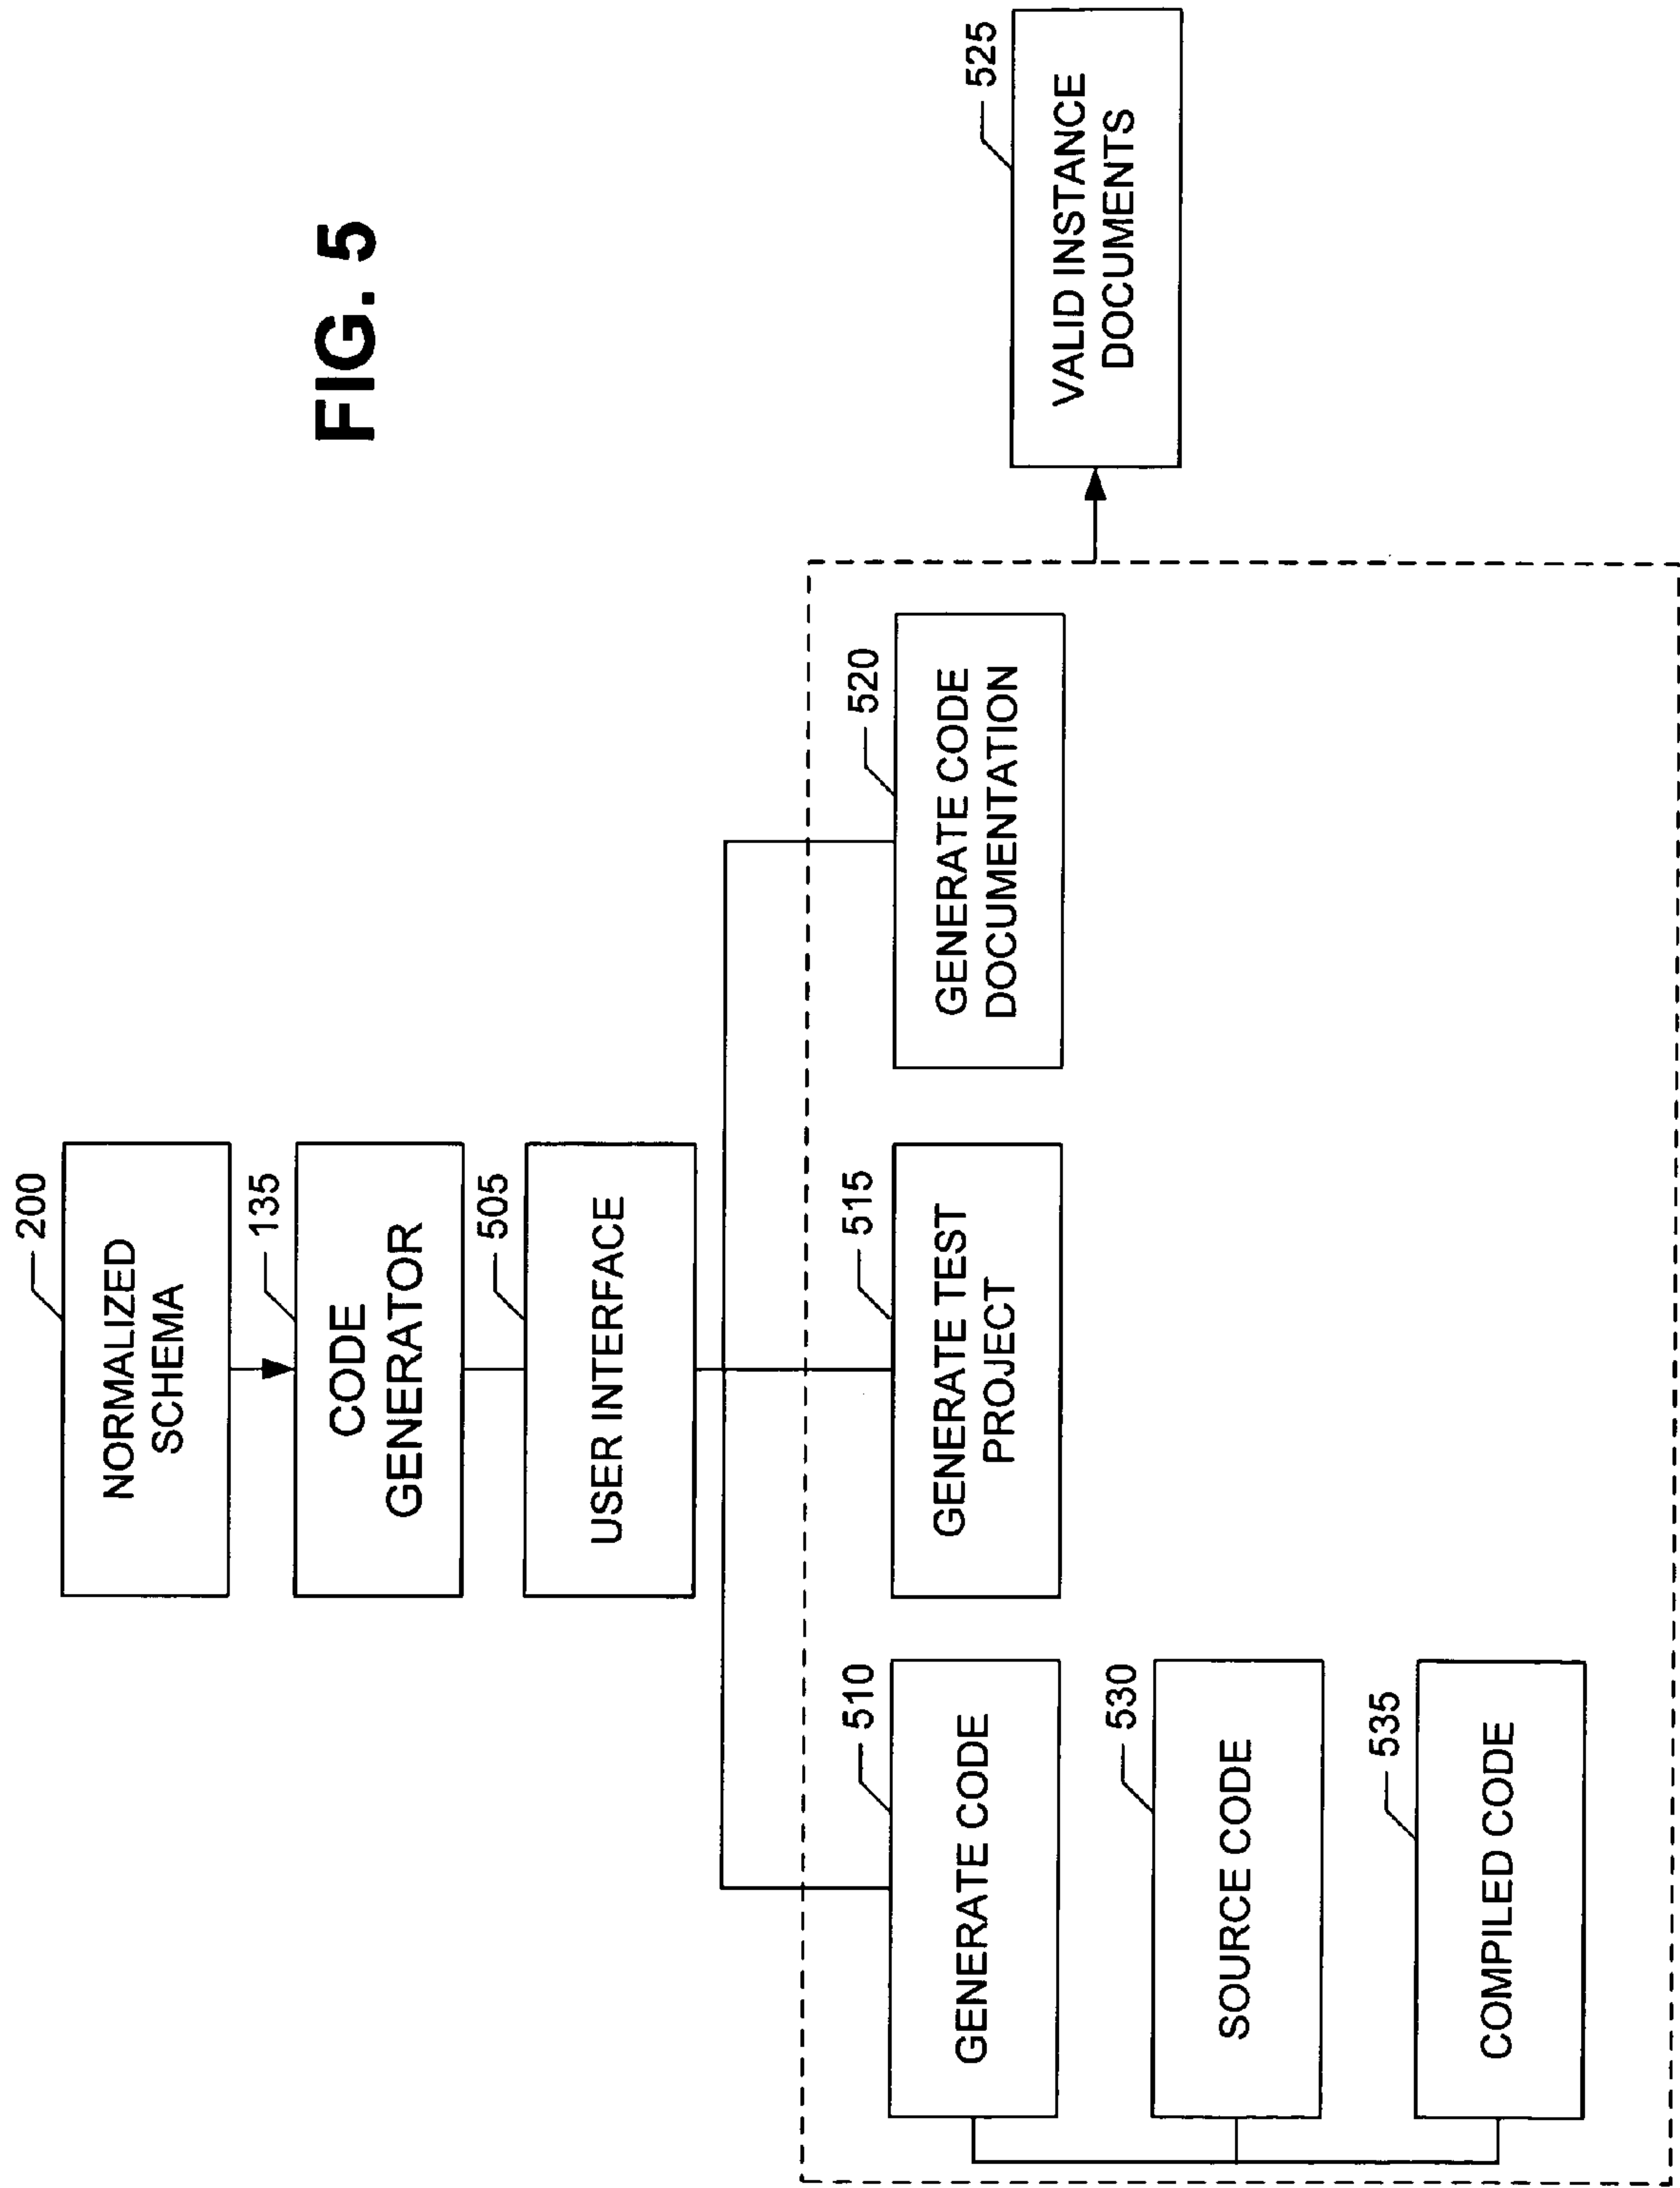 FIG. 5
200
NORMALIZED
SCHEMA
135
CODE
GENERATOR
505
USER INTERFACE
510
GENERATE CODE
515
GENERATE TEST
PROJECT
520
GENERATE CODE
DOCUMENTATION
525
VALID INSTANCE
DOCUMENTS
530
SOURCE CODE
535
COMPILED CODE